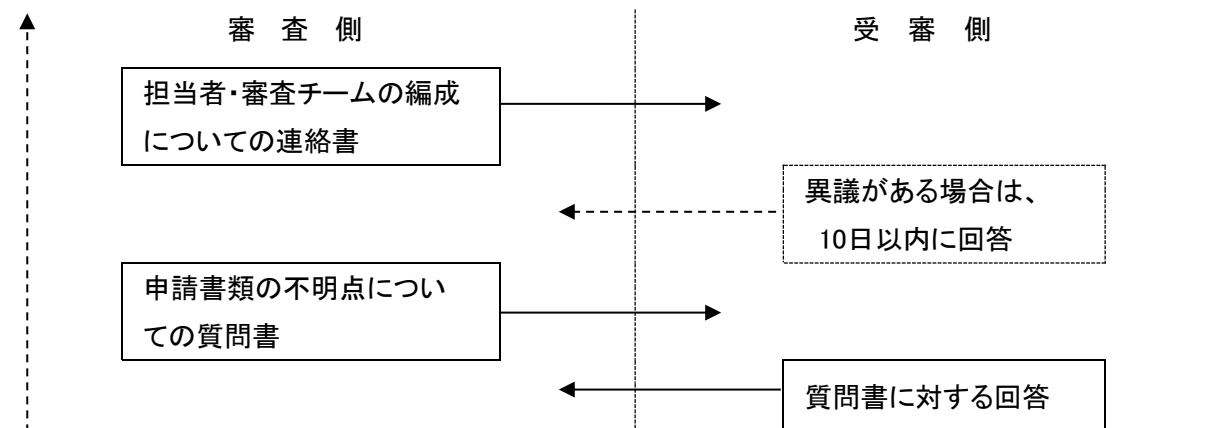 審 査 側
受 審 側
担当者・審査チームの編成
についての連絡書
異議がある場合は、
10日以内に回答
申請書類の不明点につい
ての質問書
質問書に対する回答